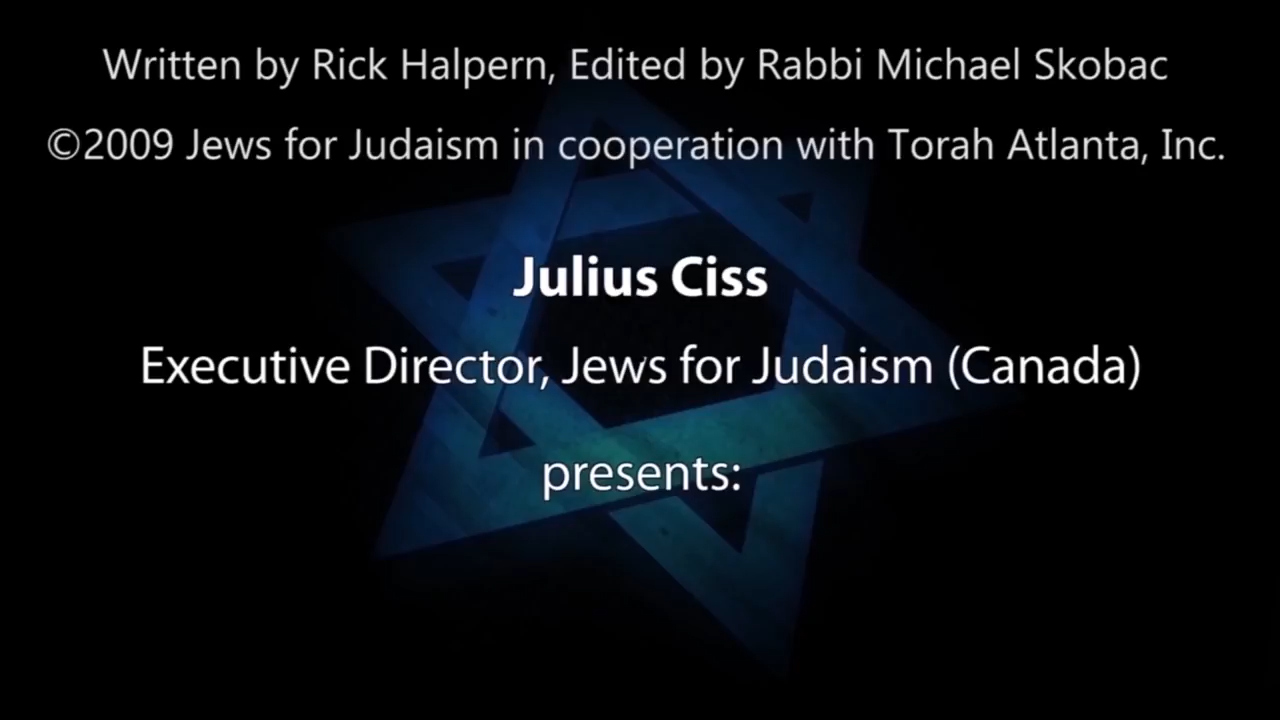 Written by Rick Halpern, Edited by Rabbi Michael Skobac
©2009 Jews for Judaism in cooperation with Torah Atlanta, Inc.
Julius Ciss
Executive Director, Jews for Judaism (Canada)
presents: